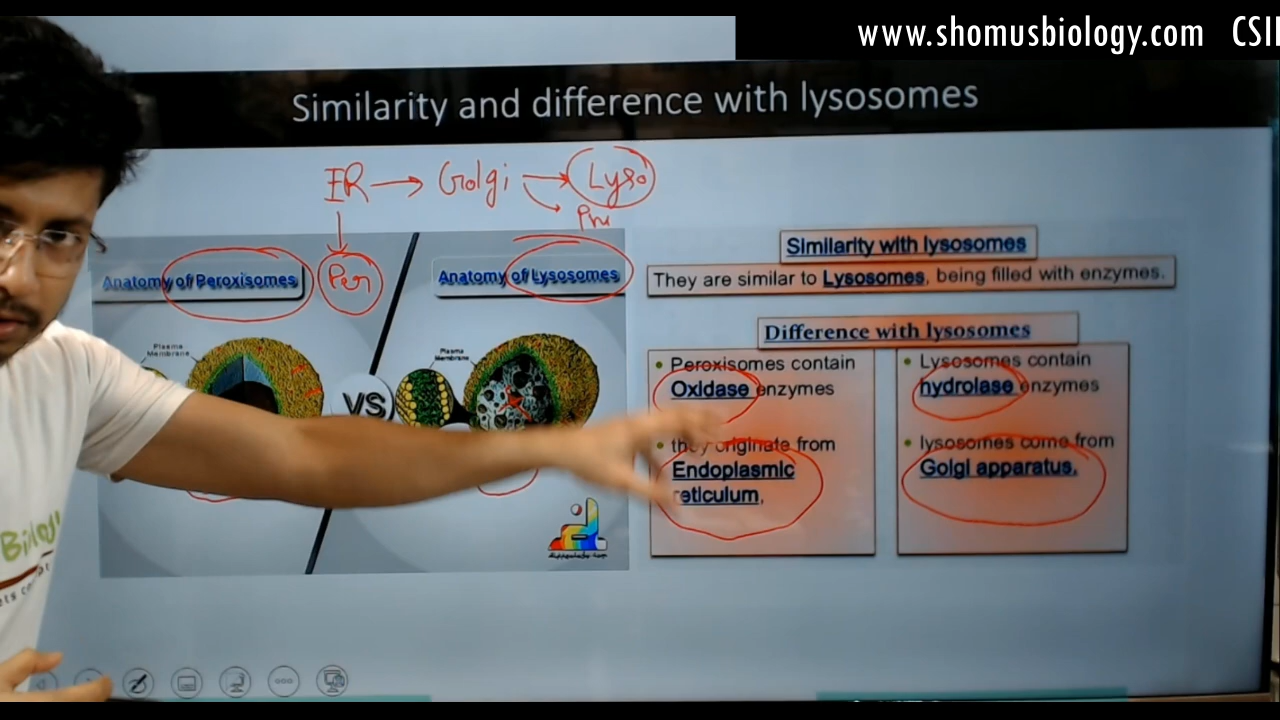 www.shomusbiology.com CSI
Similarity and difference with lysosomes
ER → Golgi → Lyso
Per
Anatomy of Peroxisomes
Anatomy of Lysosomes
Plasma
Membrane
Plasma
Membrane
VS
Similarity with lysosomes
They are similar to Lysosomes, being filled with enzymes.
Difference with lysosomes
• Peroxisomes contain
Oxidase enzymes
• they originate from
Endoplasmic
reticulum,
• Lysosomes contain
hydrolase enzymes
• lysosomes come from
Golgi apparatus.